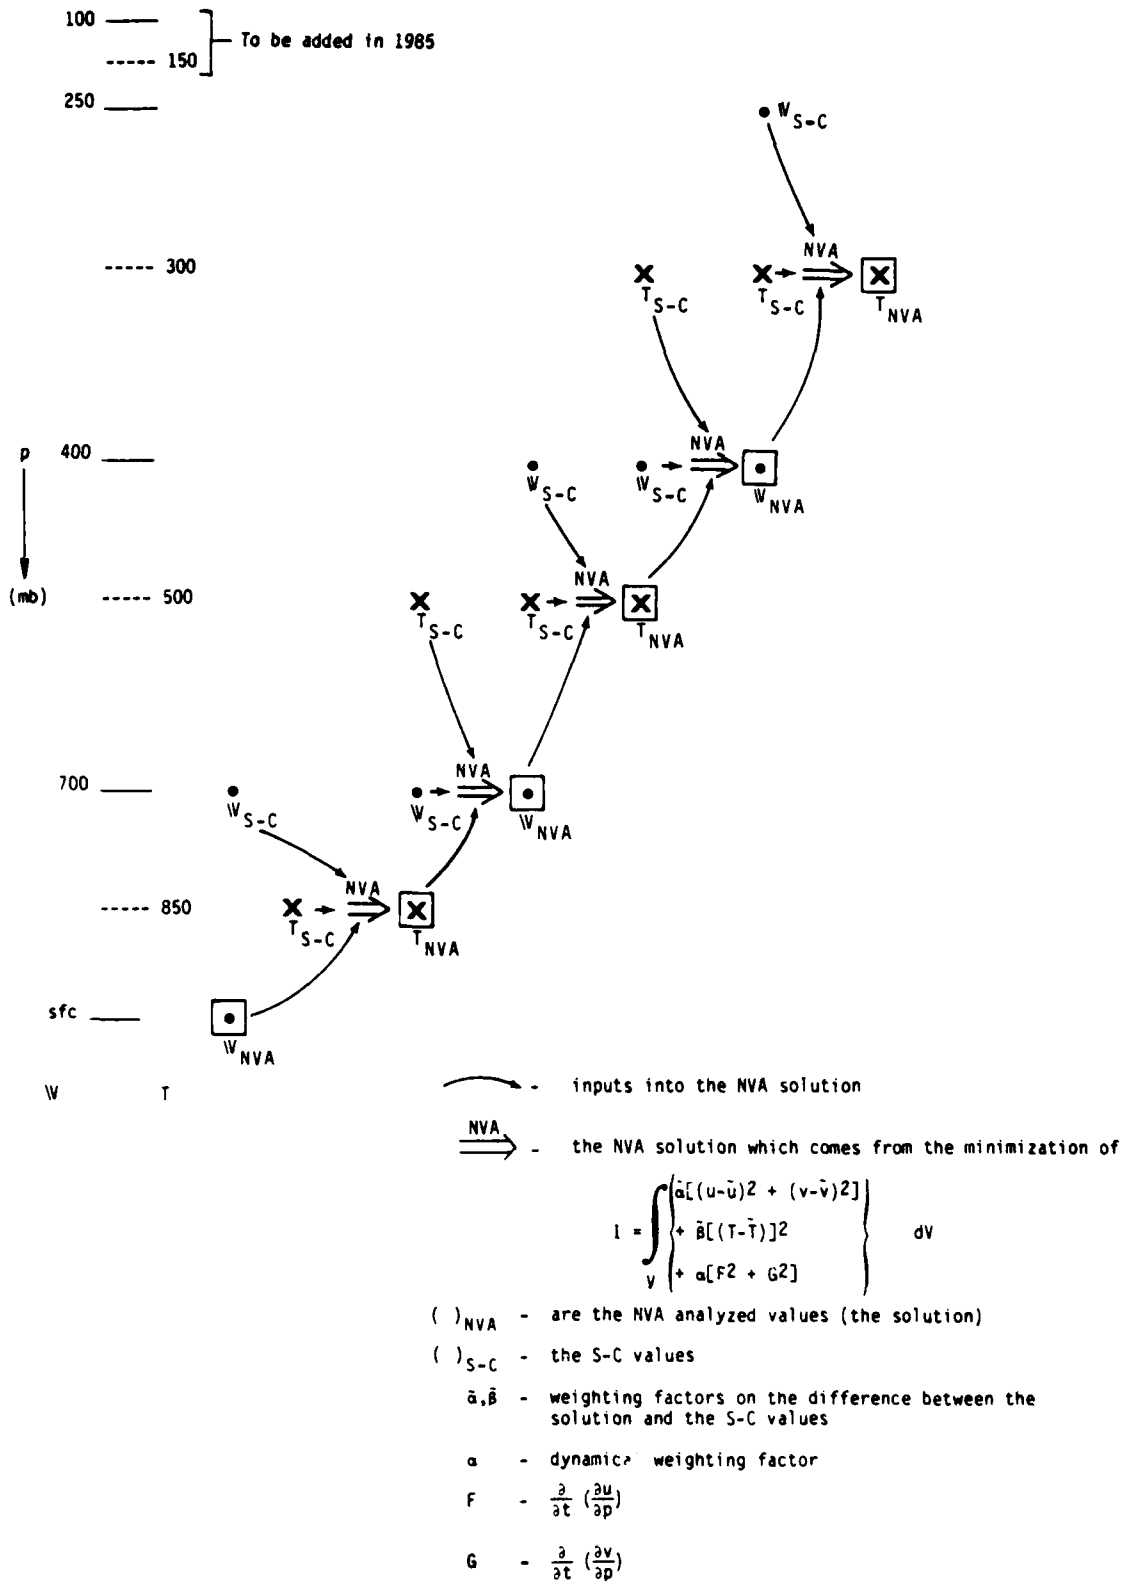 100
To be added in 1985
150
250
𝕎 S-C
NVA
300
T S-C
T S-C
T NVA
p
400
NVA
𝕎 S-C
𝕎 S-C
𝕎 NVA
(mb)
500
NVA
T S-C
T S-C
T NVA
700
NVA
𝕎 S-C
𝕎 S-C
𝕎 NVA
850
NVA
T S-C
T NVA
sfc
𝕎 NVA
𝕎 T
- inputs into the NVA solution
NVA - the NVA solution which comes from the minimization of
I = ∫ V { α̃[(u-ũ)2 + (v-ṽ)2]
+ β̃[(T-T̃)]2
+ α[F2 + G2] } dV
( )NVA - are the NVA analyzed values (the solution)
( )S-C - the S-C values
α̃,β̃ - weighting factors on the difference between the
solution and the S-C values
α - dynamical weighting factor
F - ∂/∂t (∂u/∂p)
G - ∂/∂t (∂v/∂p)